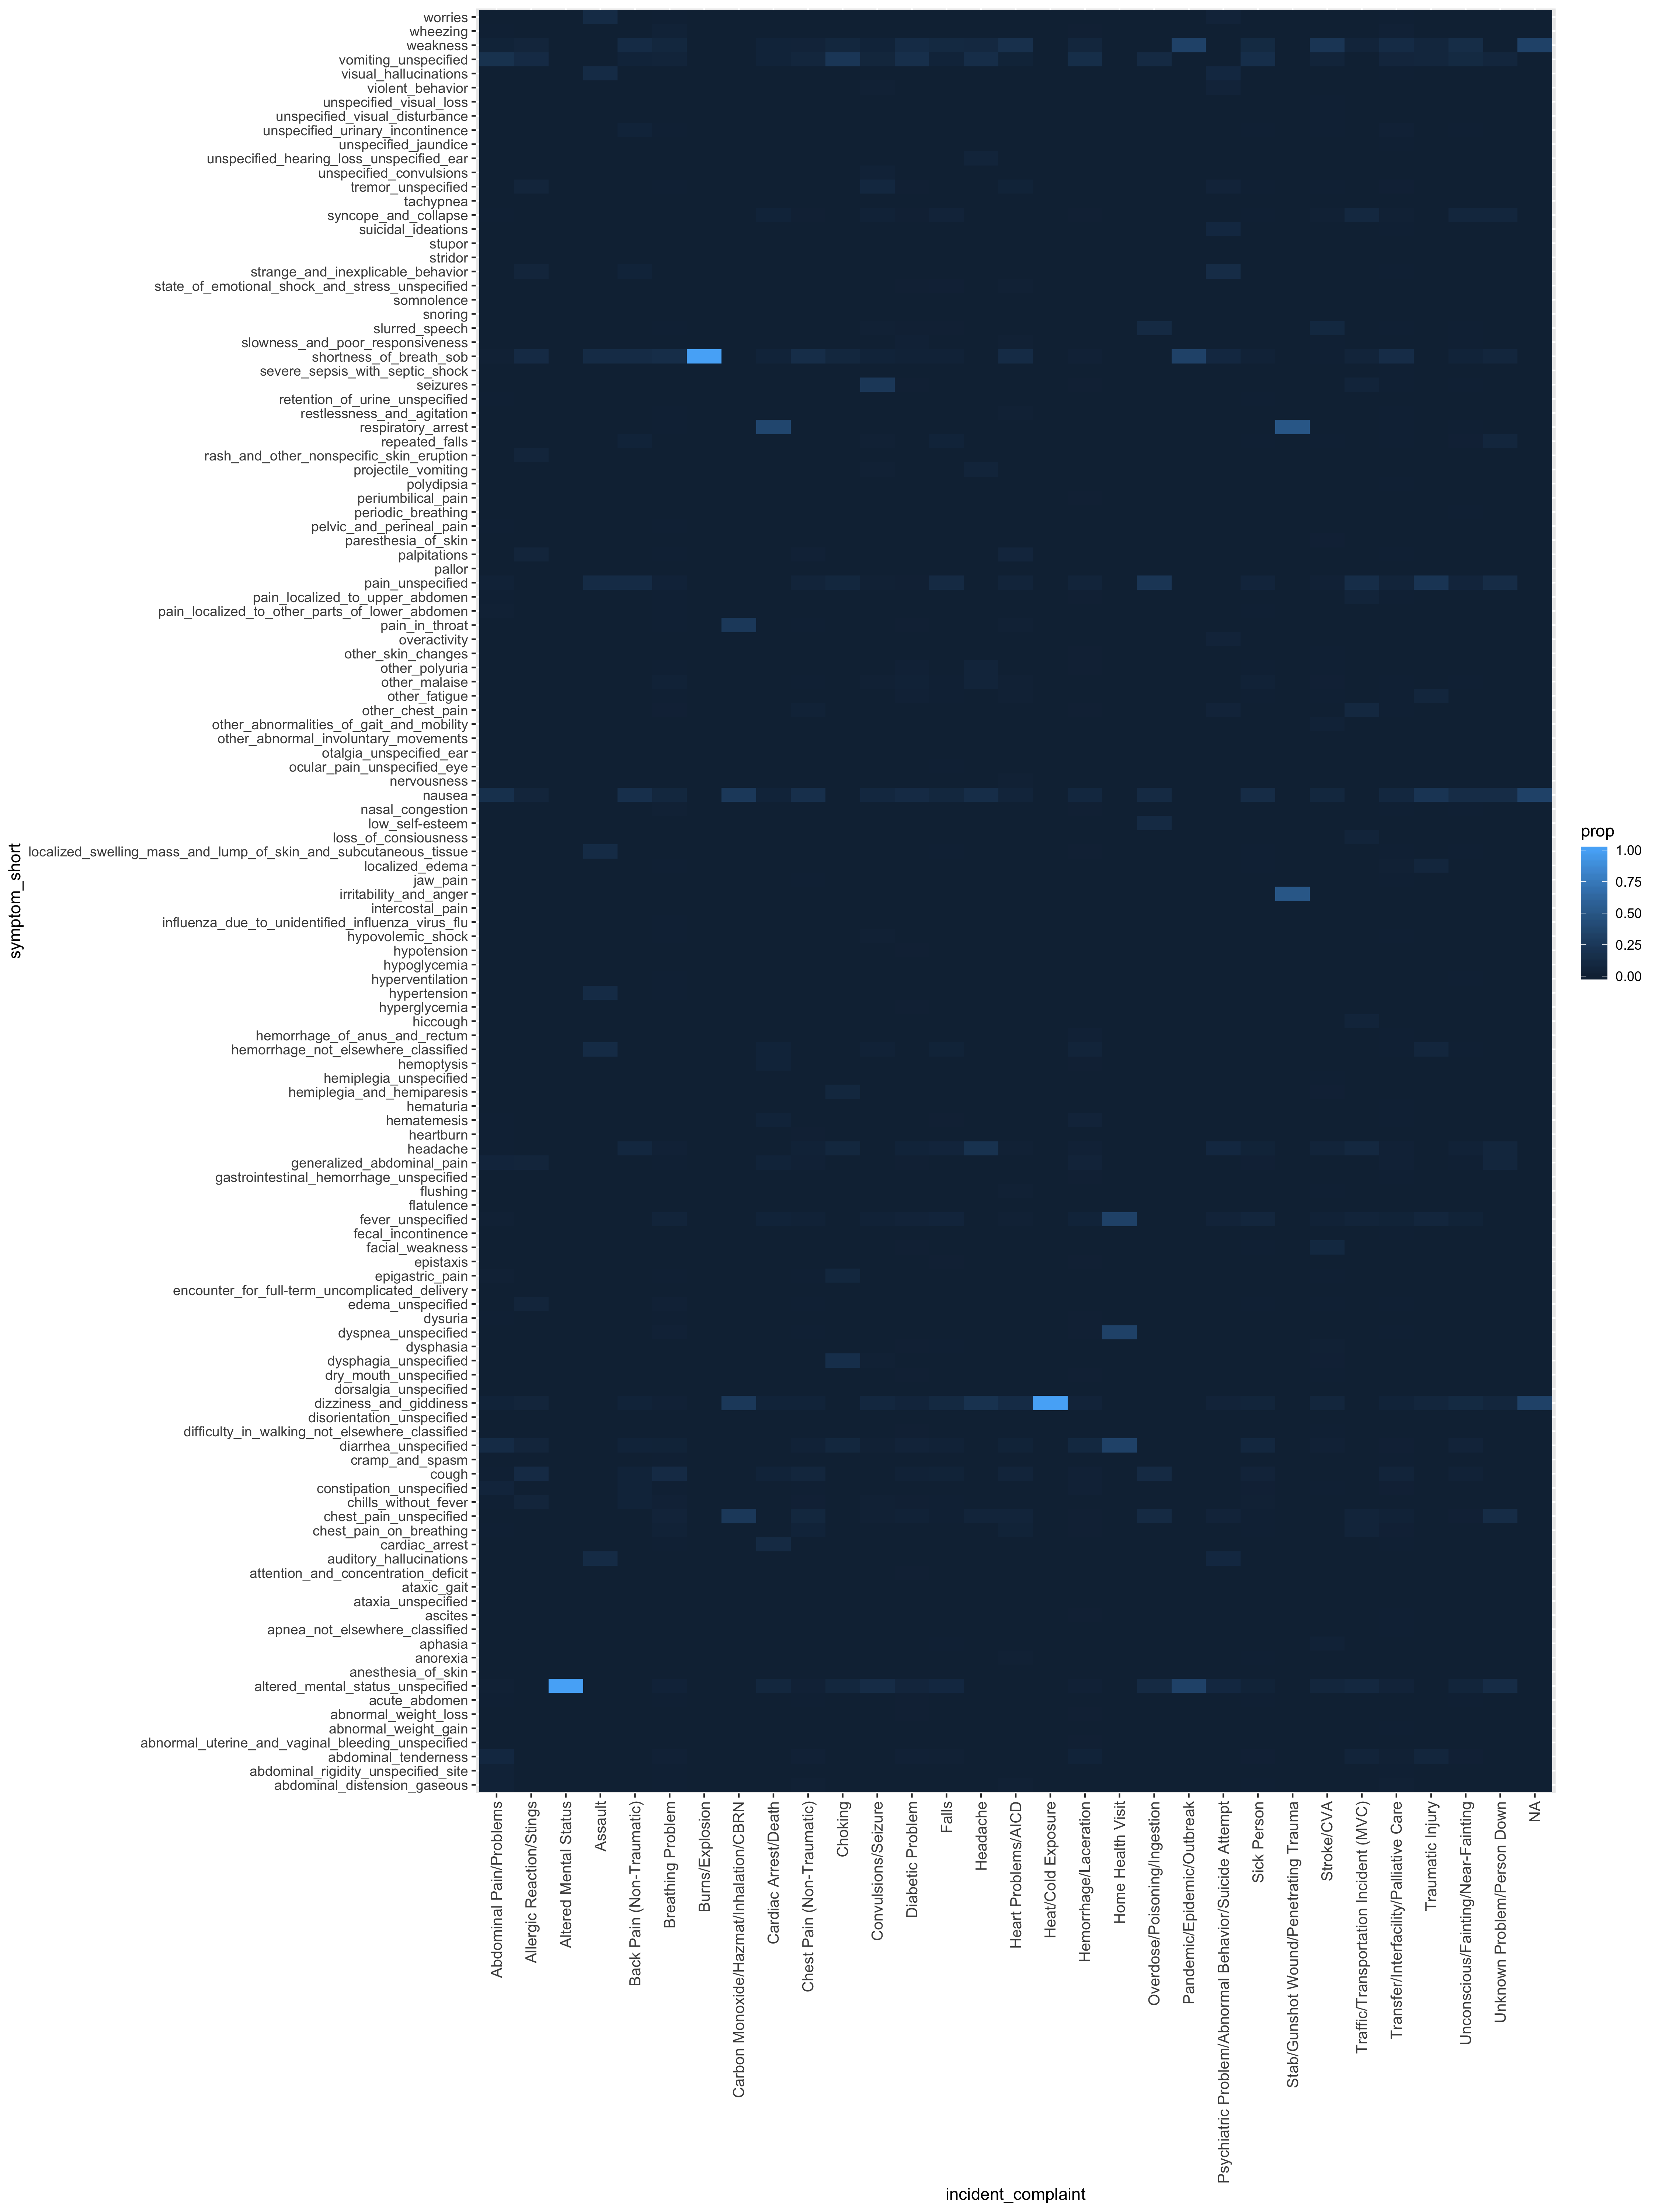 symptom_short
worries
wheezing
weakness
vomiting_unspecified
visual_hallucinations
violent_behavior
unspecified_visual_loss
unspecified_visual_disturbance
unspecified_urinary_incontinence
unspecified_jaundice
unspecified_hearing_loss_unspecified_ear
unspecified_convulsions
tremor_unspecified
tachypnea
syncope_and_collapse
suicidal_ideations
stupor
stridor
strange_and_inexplicable_behavior
state_of_emotional_shock_and_stress_unspecified
somnolence
snoring
slurred_speech
slowness_and_poor_responsiveness
shortness_of_breath_sob
severe_sepsis_with_septic_shock
seizures
retention_of_urine_unspecified
restlessness_and_agitation
respiratory_arrest
repeated_falls
rash_and_other_nonspecific_skin_eruption
projectile_vomiting
polydipsia
periumbilical_pain
periodic_breathing
pelvic_and_perineal_pain
paresthesia_of_skin
palpitations
pallor
pain_unspecified
pain_localized_to_upper_abdomen
pain_localized_to_other_parts_of_lower_abdomen
pain_in_throat
overactivity
other_skin_changes
other_polyuria
other_malaise
other_fatigue
other_chest_pain
other_abnormalities_of_gait_and_mobility
other_abnormal_involuntary_movements
otalgia_unspecified_ear
ocular_pain_unspecified_eye
nervousness
nausea
nasal_congestion
low_self-esteem
loss_of_consiousness
localized_swelling_mass_and_lump_of_skin_and_subcutaneous_tissue
localized_edema
jaw_pain
irritability_and_anger
intercostal_pain
influenza_due_to_unidentified_influenza_virus_flu
hypovolemic_shock
hypotension
hypoglycemia
hyperventilation
hypertension
hyperglycemia
hiccough
hemorrhage_of_anus_and_rectum
hemorrhage_not_elsewhere_classified
hemoptysis
hemiplegia_unspecified
hemiplegia_and_hemiparesis
hematuria
hematemesis
heartburn
headache
generalized_abdominal_pain
gastrointestinal_hemorrhage_unspecified
flushing
flatulence
fever_unspecified
fecal_incontinence
facial_weakness
epistaxis
epigastric_pain
encounter_for_full-term_uncomplicated_delivery
edema_unspecified
dysuria
dyspnea_unspecified
dysphasia
dysphagia_unspecified
dry_mouth_unspecified
dorsalgia_unspecified
dizziness_and_giddiness
disorientation_unspecified
difficulty_in_walking_not_elsewhere_classified
diarrhea_unspecified
cramp_and_spasm
cough
constipation_unspecified
chills_without_fever
chest_pain_unspecified
chest_pain_on_breathing
cardiac_arrest
auditory_hallucinations
attention_and_concentration_deficit
ataxic_gait
ataxia_unspecified
ascites
apnea_not_elsewhere_classified
aphasia
anorexia
anesthesia_of_skin
altered_mental_status_unspecified
acute_abdomen
abnormal_weight_loss
abnormal_weight_gain
abnormal_uterine_and_vaginal_bleeding_unspecified
abdominal_tenderness
abdominal_rigidity_unspecified_site
abdominal_distension_gaseous
Abdominal Pain/Problems
Allergic Reaction/Stings
Altered Mental Status
Assault
Back Pain (Non-Traumatic)
Breathing Problem
Burns/Explosion
Carbon Monoxide/Hazmat/Inhalation/CBRN
Cardiac Arrest/Death
Chest Pain (Non-Traumatic)
Choking
Convulsions/Seizure
Diabetic Problem
Falls
Headache
Heart Problems/AICD
Heat/Cold Exposure
Hemorrhage/Laceration
Home Health Visit
Overdose/Poisoning/Ingestion
Pandemic/Epidemic/Outbreak
Psychiatric Problem/Abnormal Behavior/Suicide Attempt
Sick Person
Stab/Gunshot Wound/Penetrating Trauma
Stroke/CVA
Traffic/Transportation Incident (MVC)
Transfer/Interfacility/Palliative Care
Traumatic Injury
Unconscious/Fainting/Near-Fainting
Unknown Problem/Person Down
NA
incident_complaint
prop
1.00
0.75
0.50
0.25
0.00